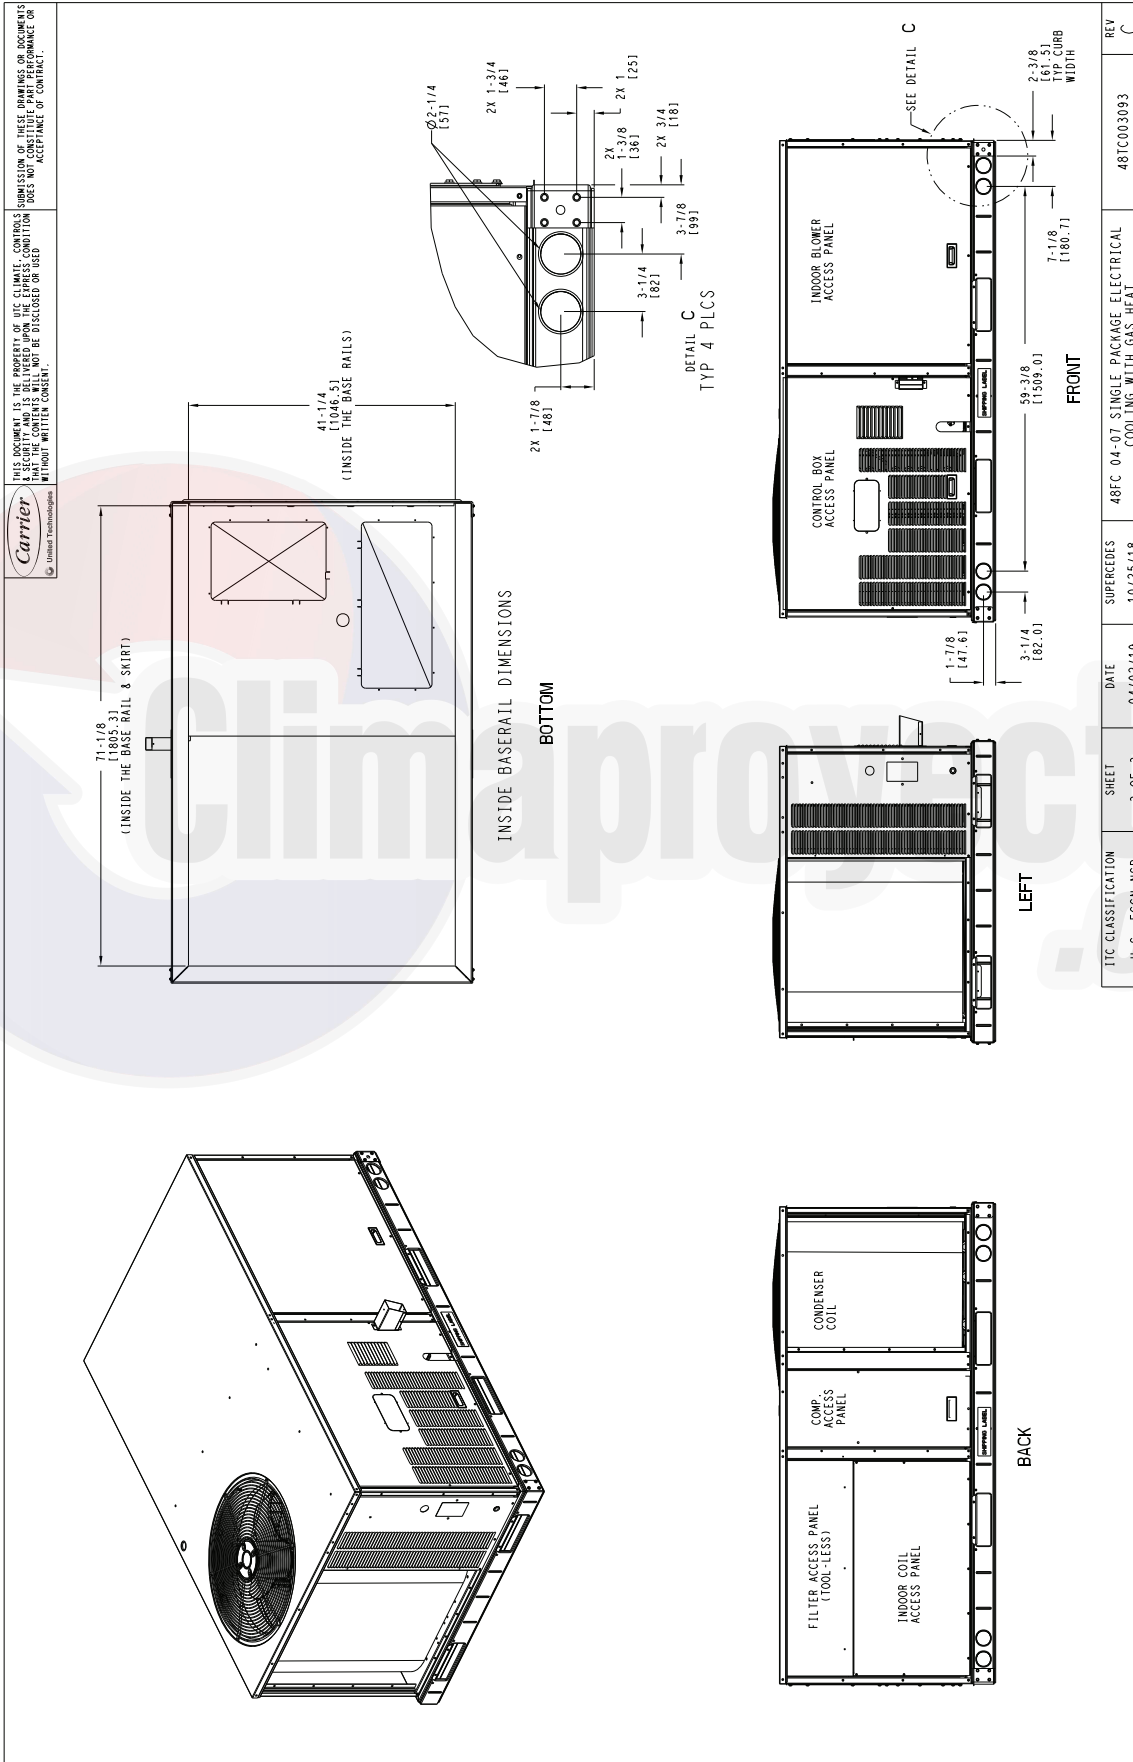 Carrier
United Technologies
THIS DOCUMENT IS THE PROPERTY OF UTC CLIMATE, CONTROLS
& SECURITY AND IS DELIVERED UPON THE EXPRESS CONDITION
THAT THE CONTENTS WILL NOT BE DISCLOSED OR USED
WITHOUT WRITTEN CONSENT.
SUBMISSION OF THESE DRAWINGS OR DOCUMENTS
DOES NOT CONSTITUTE PART PERFORMANCE OR
ACCEPTANCE OF CONTRACT.
71-1/8
[1805.3]
(INSIDE THE BASE RAIL & SKIRT)
41-1/4
[1046.5]
(INSIDE THE BASE RAILS)
INSIDE BASERAIL DIMENSIONS
BOTTOM
Ø2-1/4
[57]
2X 1-3/4
[46]
2X 1
[25]
2X
1-3/8
[36]
2X 3/4
[18]
3-7/8
[99]
3-1/4
[82]
2X 1-7/8
[48]
DETAIL C
TYP 4 PLCS
FILTER ACCESS PANEL
(TOOL-LESS)
INDOOR COIL
ACCESS PANEL
COMP.
ACCESS
PANEL
CONDENSER
COIL
SHIPPING LABEL
BACK
LEFT
CONTROL BOX
ACCESS PANEL
INDOOR BLOWER
ACCESS PANEL
SHIPPING LABEL
SEE DETAIL C
2-3/8
[61.5]
TYP CURB
WIDTH
7-1/8
[180.7]
59-3/8
[1509.0]
1-7/8
[47.6]
3-1/4
[82.0]
FRONT
Climaproyect
ITC CLASSIFICATION
SHEET
DATE
SUPERCEDES
48FC 04-07 SINGLE PACKAGE ELECTRICAL
COOLING WITH GAS HEAT
48TC003093
REV
C